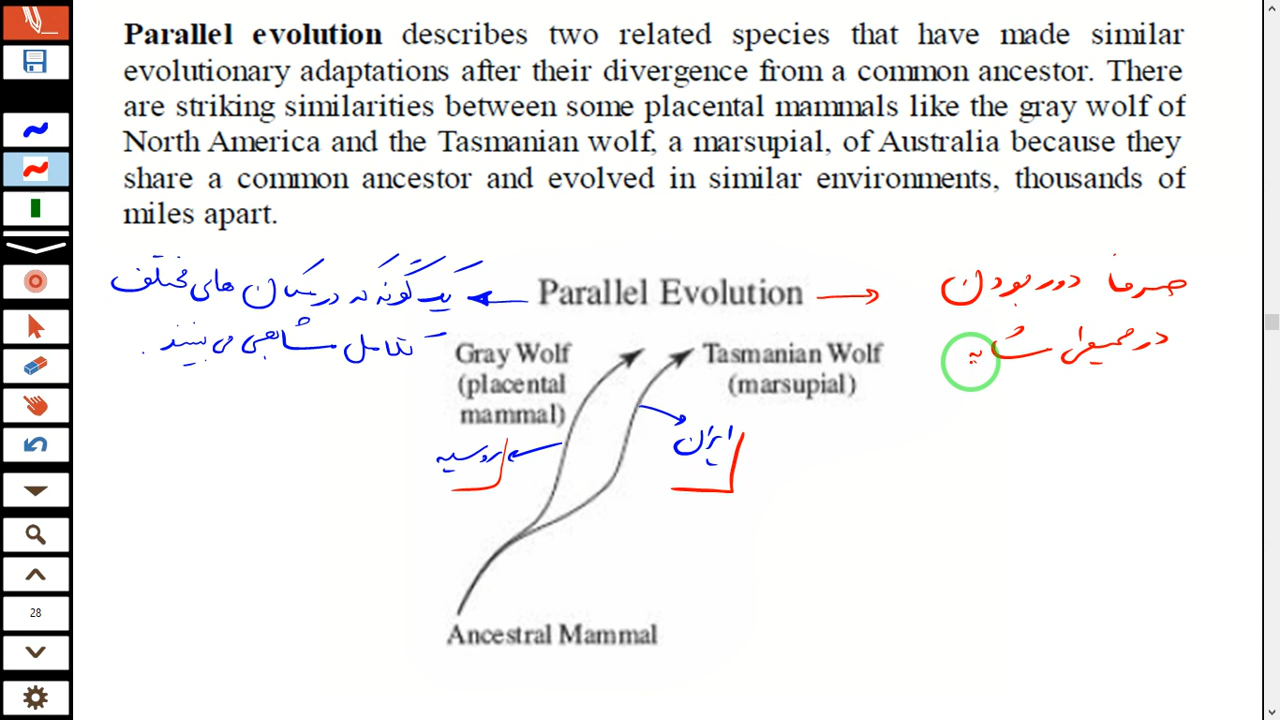 Parallel evolution describes two related species that have made similar
evolutionary adaptations after their divergence from a common ancestor. There
are striking similarities between some placental mammals like the gray wolf of
North America and the Tasmanian wolf, a marsupial, of Australia because they
share a common ancestor and evolved in similar environments, thousands of
miles apart.
Parallel Evolution
یک گونه که در مکان های مختلف
تکامل مشابهی می بینند.
صرفا دور بودن
در محیطی مشابه
Gray Wolf
(placental
mammal)
Tasmanian Wolf
(marsupial)
روسیه
ایران
Ancestral Mammal
28